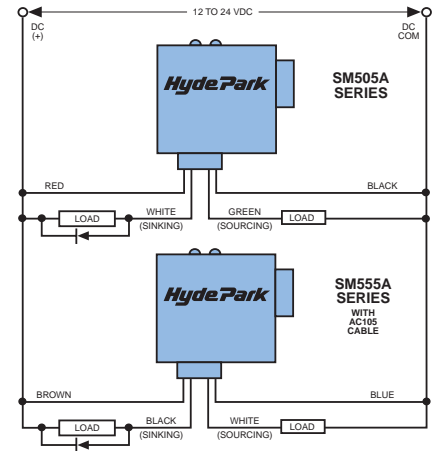 12 TO 24 VDC
DC
(+)
DC
COM
HydePark
SM505A
SERIES
RED
BLACK
LOAD
WHITE
(SINKING)
GREEN
(SOURCING)
LOAD
HydePark
SM555A
SERIES
WITH
AC105
CABLE
BROWN
BLUE
LOAD
BLACK
(SINKING)
WHITE
(SOURCING)
LOAD